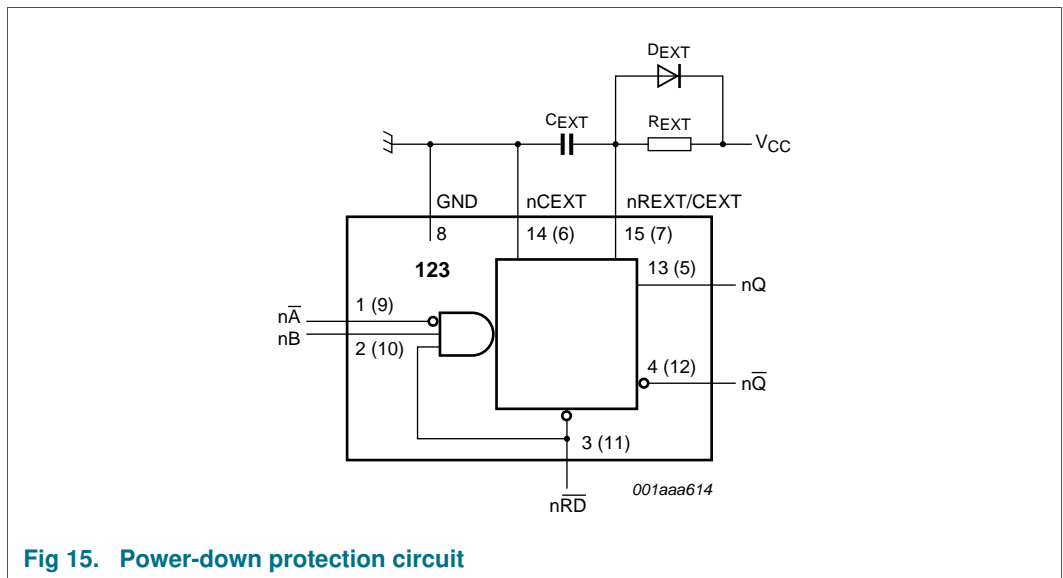 DEXT
CEXT
REXT
VCC
GND
nCEXT
nREXT/CEXT
8
14 (6)
15 (7)
123
13 (5)
nQ
1 (9)
nA̅
nB
2 (10)
4 (12)
nQ̅
3 (11)
001aaa614
nR̅D̅
Fig 15. Power-down protection circuit